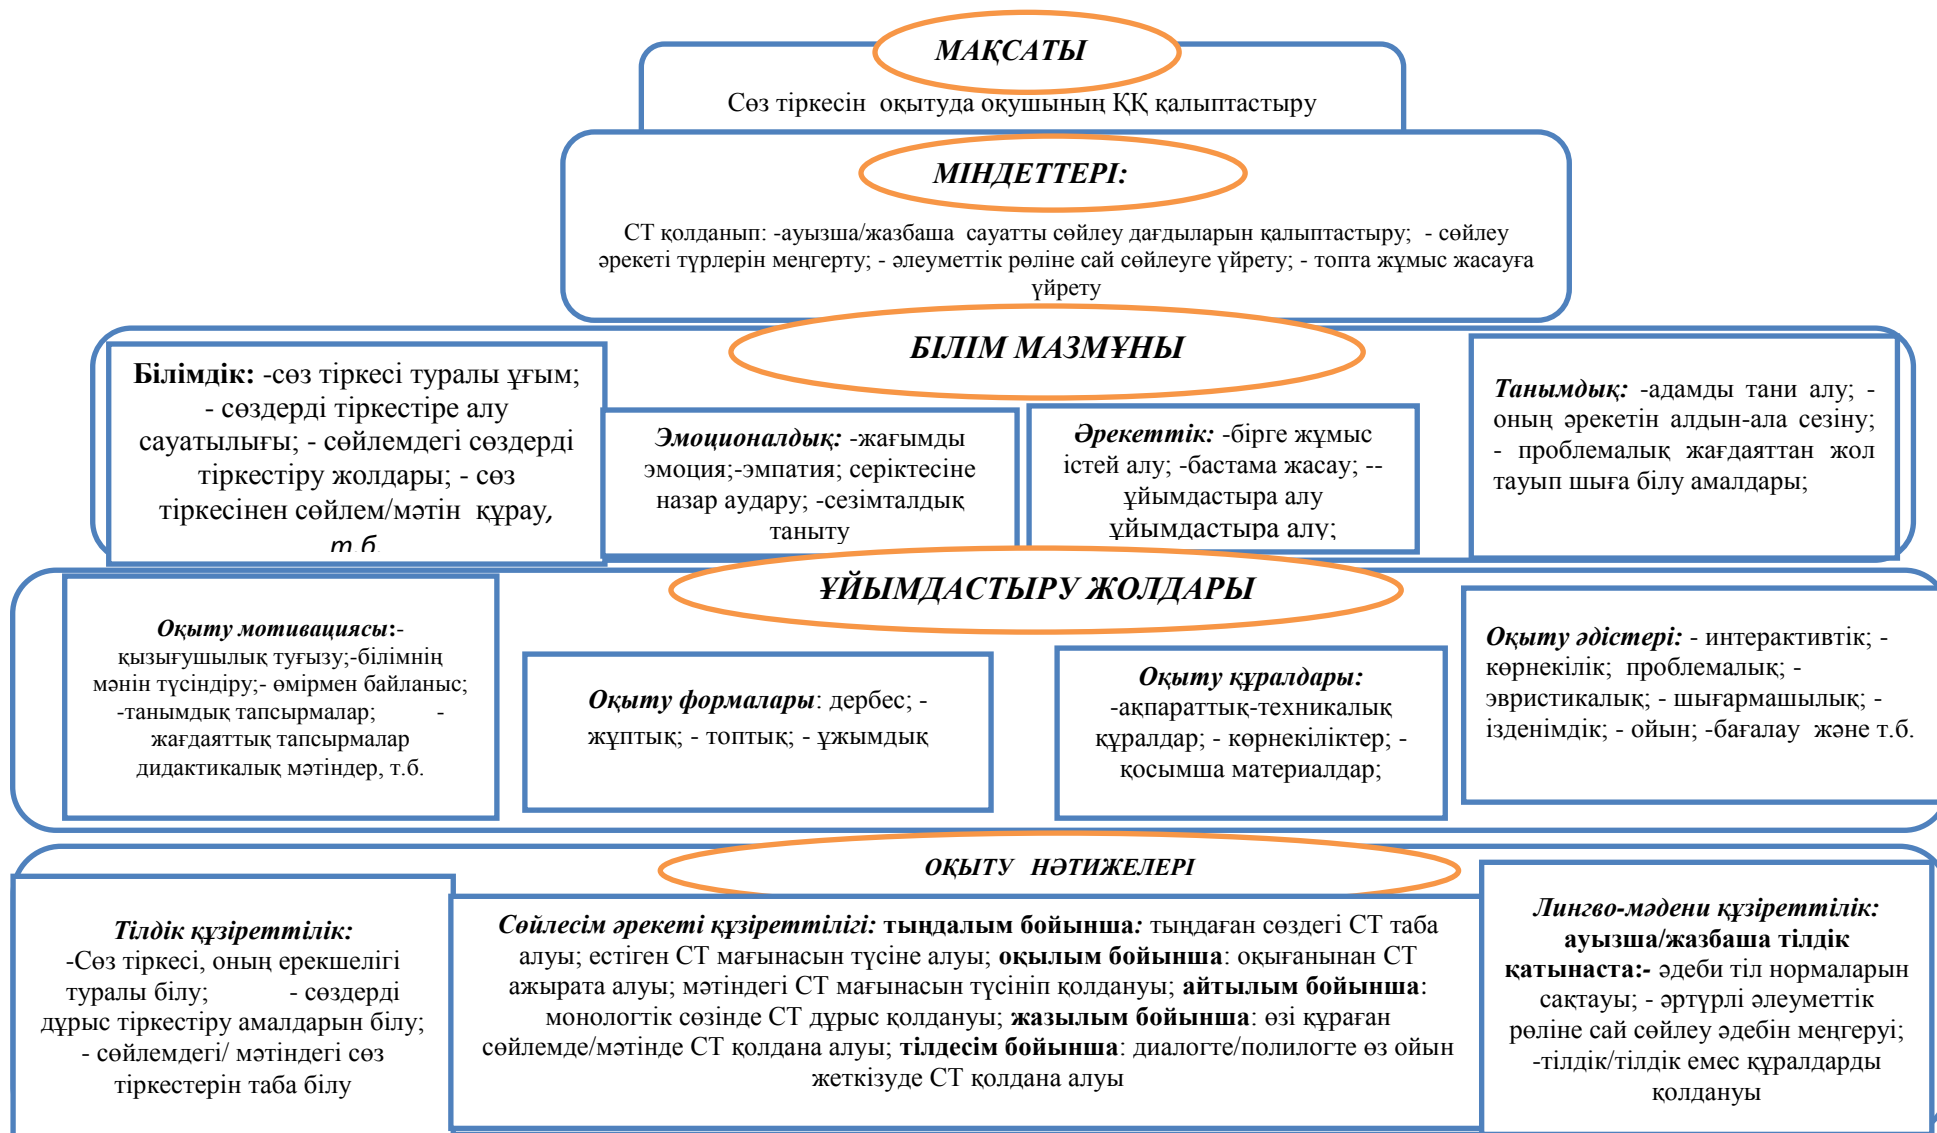 МАҚСАТЫ
Сөз тіркесін оқытуда оқушының ҚҚ қалыптастыру
МІНДЕТТЕРІ:
СТ қолданып: -ауызша/жазбаша сауатты сөйлеу дағдыларын қалыптастыру; - сөйлеу
әрекеті түрлерін меңгерту; - әлеуметтік рөліне сай сөйлеуге үйрету; - топта жұмыс жасауға
үйрету
БІЛІМ МАЗМҰНЫ
Білімдік: -сөз тіркесі туралы ұғым;
- сөздерді тіркестіре алу
сауатылығы; - сөйлемдегі сөздерді
тіркестіру жолдары; - сөз
тіркесінен сөйлем/мәтін құрау,
т.б.
Эмоционалдық: -жағымды
эмоция;-эмпатия; серіктесіне
назар аудару; -сезімталдық
таныту
Әрекеттік: -бірге жұмыс
істей алу; -бастама жасау; --
ұйымдастыра алу
ұйымдастыра алу;
Танымдық: -адамды тани алу; -
оның әрекетін алдын-ала сезіну;
- проблемалық жағдаяттан жол
тауып шыға білу амалдары;
ҰЙЫМДАСТЫРУ ЖОЛДАРЫ
Оқыту мотивациясы:-
қызығушылық туғызу;-білімнің
мәнін түсіндіру;- өмірмен байланыс;
-танымдық тапсырмалар; -
жағдаяттық тапсырмалар
дидактикалық мәтіндер, т.б.
Оқыту формалары: дербес; -
жұптық; - топтық; - ұжымдық
Оқыту құралдары:
-ақпараттық-техникалық
құралдар; - көрнекіліктер; -
қосымша материалдар;
Оқыту әдістері: - интерактивтік; -
көрнекілік; проблемалық; -
эвристикалық; - шығармашылық; -
ізденімдік; - ойын; -бағалау және т.б.
ОҚЫТУ НӘТИЖЕЛЕРІ
Тілдік құзіреттілік:
-Сөз тіркесі, оның ерекшелігі
туралы білу; - сөздерді
дұрыс тіркестіру амалдарын білу;
- сөйлемдегі/ мәтіндегі сөз
тіркестерін таба білу
Сөйлесім әрекеті құзіреттілігі: тыңдалым бойынша: тыңдаған сөздегі СТ таба
алуы; естіген СТ мағынасын түсіне алуы; оқылым бойынша: оқығанынан СТ
ажырата алуы; мәтіндегі СТ мағынасын түсініп қолдануы; айтылым бойынша:
монологтік сөзінде СТ дұрыс қолдануы; жазылым бойынша: өзі құраған
сөйлемде/мәтінде СТ қолдана алуы; тілдесім бойынша: диалогте/полилогте өз ойын
жеткізуде СТ қолдана алуы
Лингво-мәдени құзіреттілік:
ауызша/жазбаша тілдік
қатынаста:- әдеби тіл нормаларын
сақтауы; - әртүрлі әлеуметтік
рөліне сай сөйлеу әдебін меңгеруі;
-тілдік/тілдік емес құралдарды
қолдануы